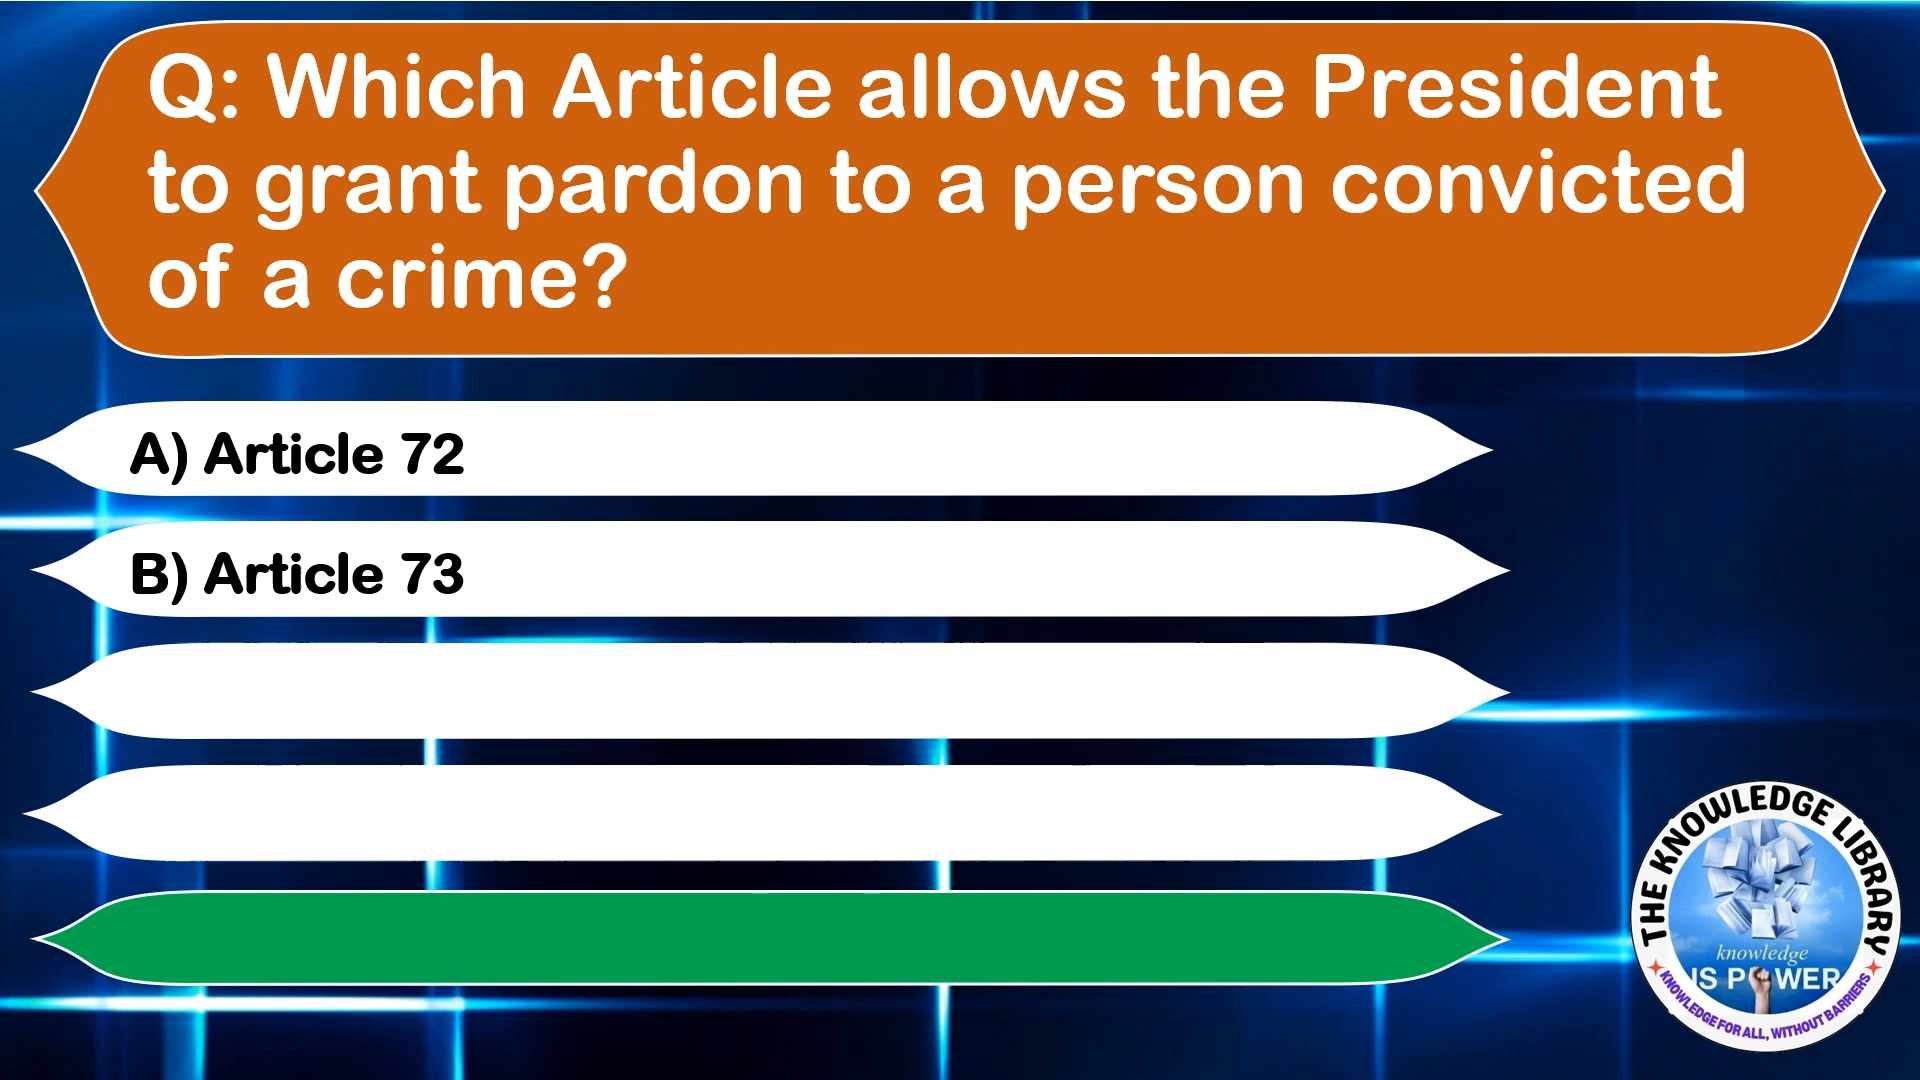 Q: Which Article allows the President
to grant pardon to a person convicted
of a crime?
A) Article 72
B) Article 73
THE KNOWLEDGE LIBRARY
knowledge
IS POWER
KNOWLEDGE FOR ALL, WITHOUT BARRIERS